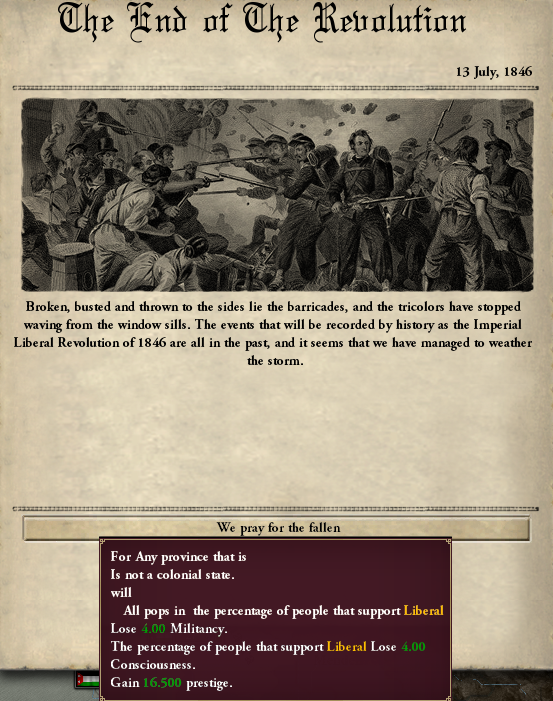 The End of The Revolution
13 July, 1846
Broken, busted and thrown to the sides lie the barricades, and the tricolors have stopped
waving from the window sills. The events that will be recorded by history as the Imperial
Liberal Revolution of 1846 are all in the past, and it seems that we have managed to weather
the storm.
We pray for the fallen
For Any province that is
Is not a colonial state.
will
All pops in the percentage of people that support Liberal
Lose 4.00 Militancy.
The percentage of people that support Liberal Lose 4.00
Consciousness.
Gain 16.500 prestige.